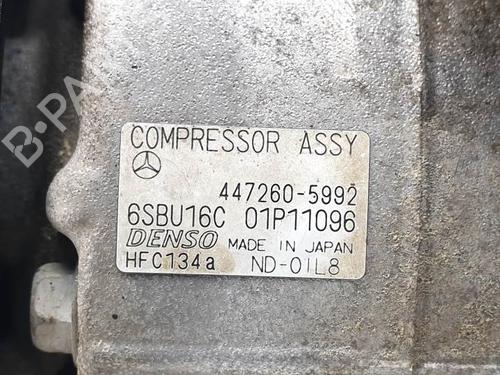 B-PA
COMPRESSOR ASSY
447260-5992
6SBU16C 01P11096
DENSO MADE IN JAPAN
HFC134a ND-OIL8